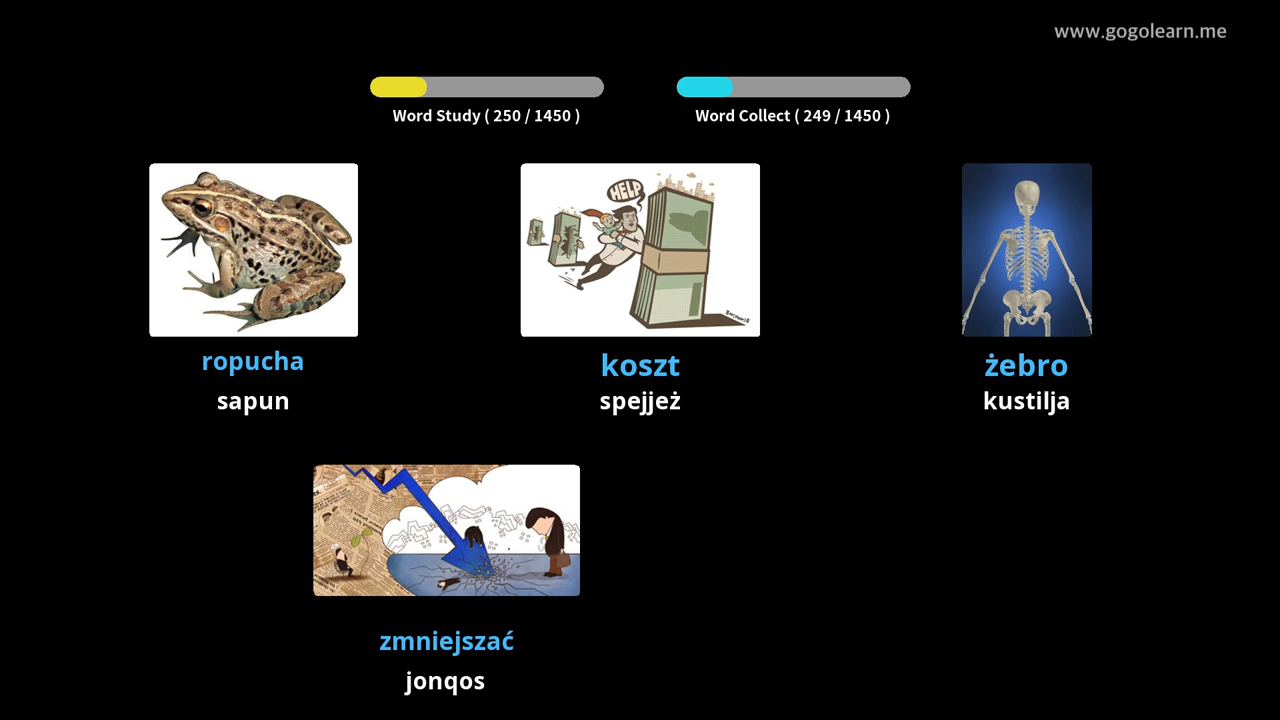 www.gogolearn.me
Word Study ( 250 / 1450 )
Word Collect ( 249 / 1450 )
HELP
ropucha
sapun
koszt
spejjeż
żebro
kustilja
zmniejszać
jonqos